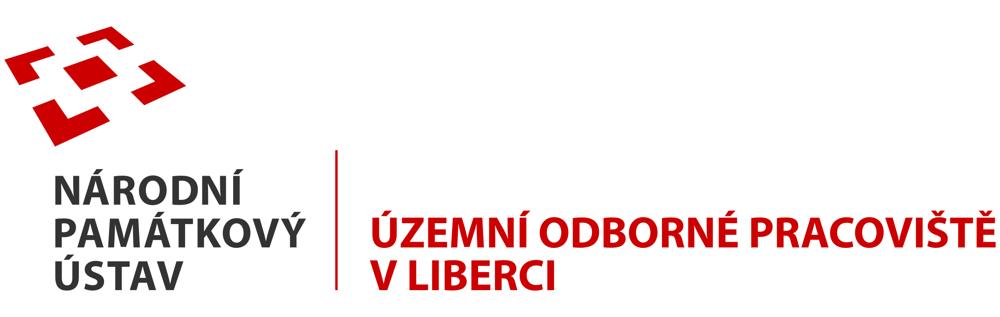 NÁRODNÍ
PAMÁTKOVÝ
ÚSTAV
ÚZEMNÍ ODBORNÉ PRACOVIŠTĚ
V LIBERCI